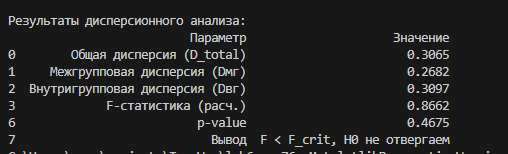 Результаты дисперсионного анализа:
Параметр Значение
0 Общая дисперсия (D_total) 0.3065
1 Межгрупповая дисперсия (Dмг) 0.2682
2 Внутригрупповая дисперсия (Dвг) 0.3097
3 F-статистика (расч.) 0.8662
6 p-value 0.4675
7 Вывод F < F_crit, H0 не отвергаем